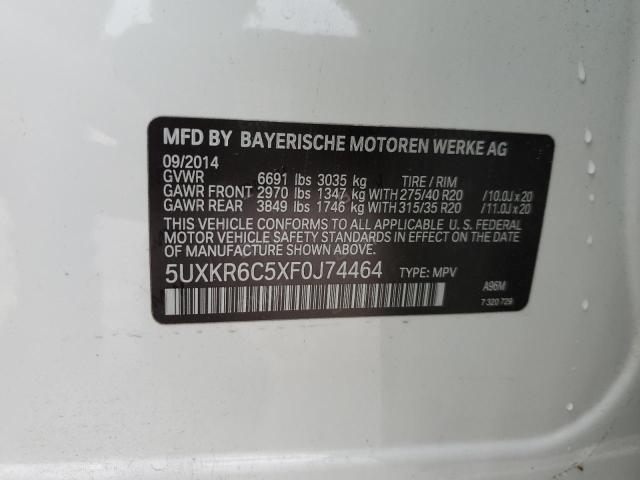 MFD BY BAYERISCHE MOTOREN WERKE AG
09/2014
GVWR 6691 lbs 3035 kg TIRE / RIM
GAWR FRONT 2970 lbs 1347 kg WITH 275/40 R20 /10.0J x 20
GAWR REAR 3849 lbs 1746 kg WITH 315/35 R20 /11.0J x 20
THIS VEHICLE CONFORMS TO ALL APPLICABLE U. S. FEDERAL
MOTOR VEHICLE SAFETY STANDARDS IN EFFECT ON THE DATE
OF MANUFACTURE SHOWN ABOVE.
5UXKR6C5XF0J74464 TYPE: MPV A96M
7 320 729